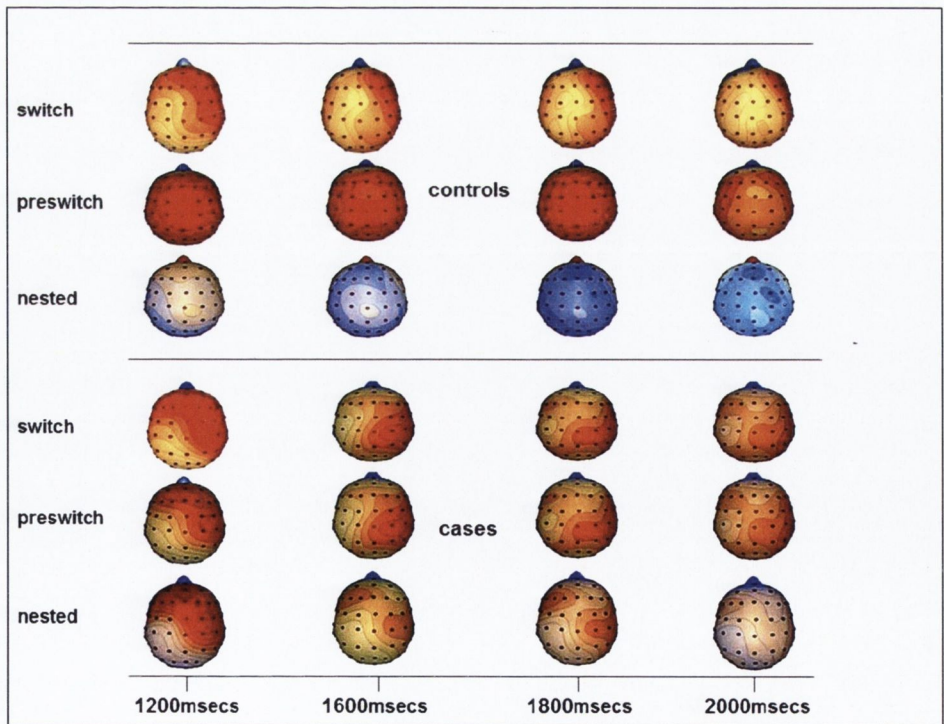 switch
preswitch
controls
nested
switch
preswitch
cases
nested
1200msecs 1600msecs 1800msecs 2000msecs